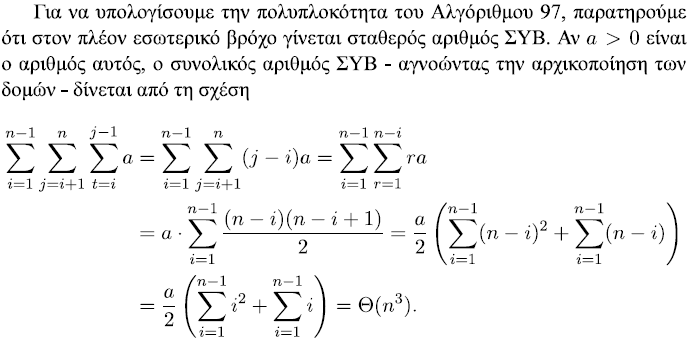 Για να υπολογίσουμε την πολυπλοκότητα του Αλγόριθμου 97, παρατηρούμε
ότι στον πλέον εσωτερικό βρόχο γίνεται σταθερός αριθμός ΣΥΒ. Αν a > 0 είναι
ο αριθμός αυτός, ο συνολικός αριθμός ΣΥΒ - αγνοώντας την αρχικοποίηση των
δομών - δίνεται από τη σχέση
\sum_{i=1}^{n-1} \sum_{j=i+1}^{n} \sum_{t=i}^{j-1} a = \sum_{i=1}^{n-1} \sum_{j=i+1}^{n} (j - i)a = \sum_{i=1}^{n-1} \sum_{r=1}^{n-i} ra
= a \cdot \sum_{i=1}^{n-1} \frac{(n - i)(n - i + 1)}{2} = \frac{a}{2} \left( \sum_{i=1}^{n-1} (n - i)^2 + \sum_{i=1}^{n-1} (n - i) \right)
= \frac{a}{2} \left( \sum_{i=1}^{n-1} i^2 + \sum_{i=1}^{n-1} i \right) = \Theta(n^3).